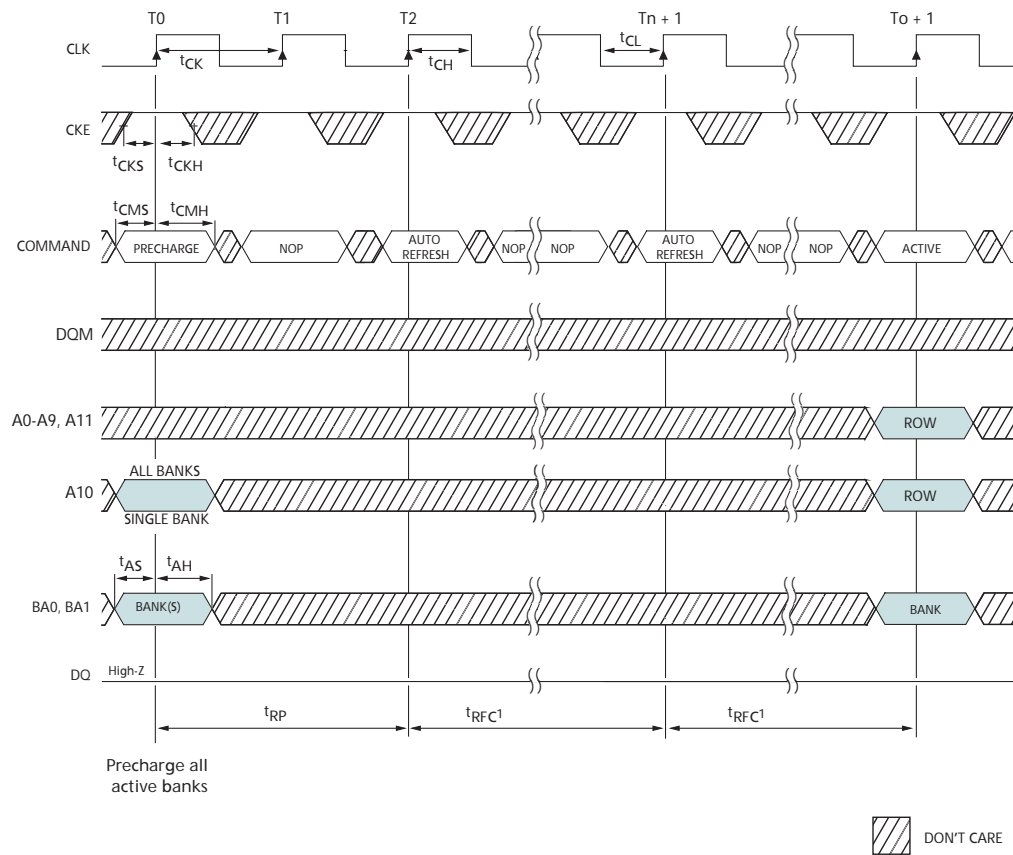 T0 T1 T2 Tn + 1 To + 1
CLK
tCK tCH tCL
CKE
tCKS tCKH
tCMS tCMH
COMMAND PRECHARGE NOP AUTO REFRESH NOP NOP AUTO REFRESH NOP NOP ACTIVE
DQM
A0-A9, A11 ROW
ALL BANKS
A10 ROW
SINGLE BANK
tAS tAH
BA0, BA1 BANK(S) BANK
DQ High-Z
tRP tRFC1 tRFC1
Precharge all
active banks
DON'T CARE